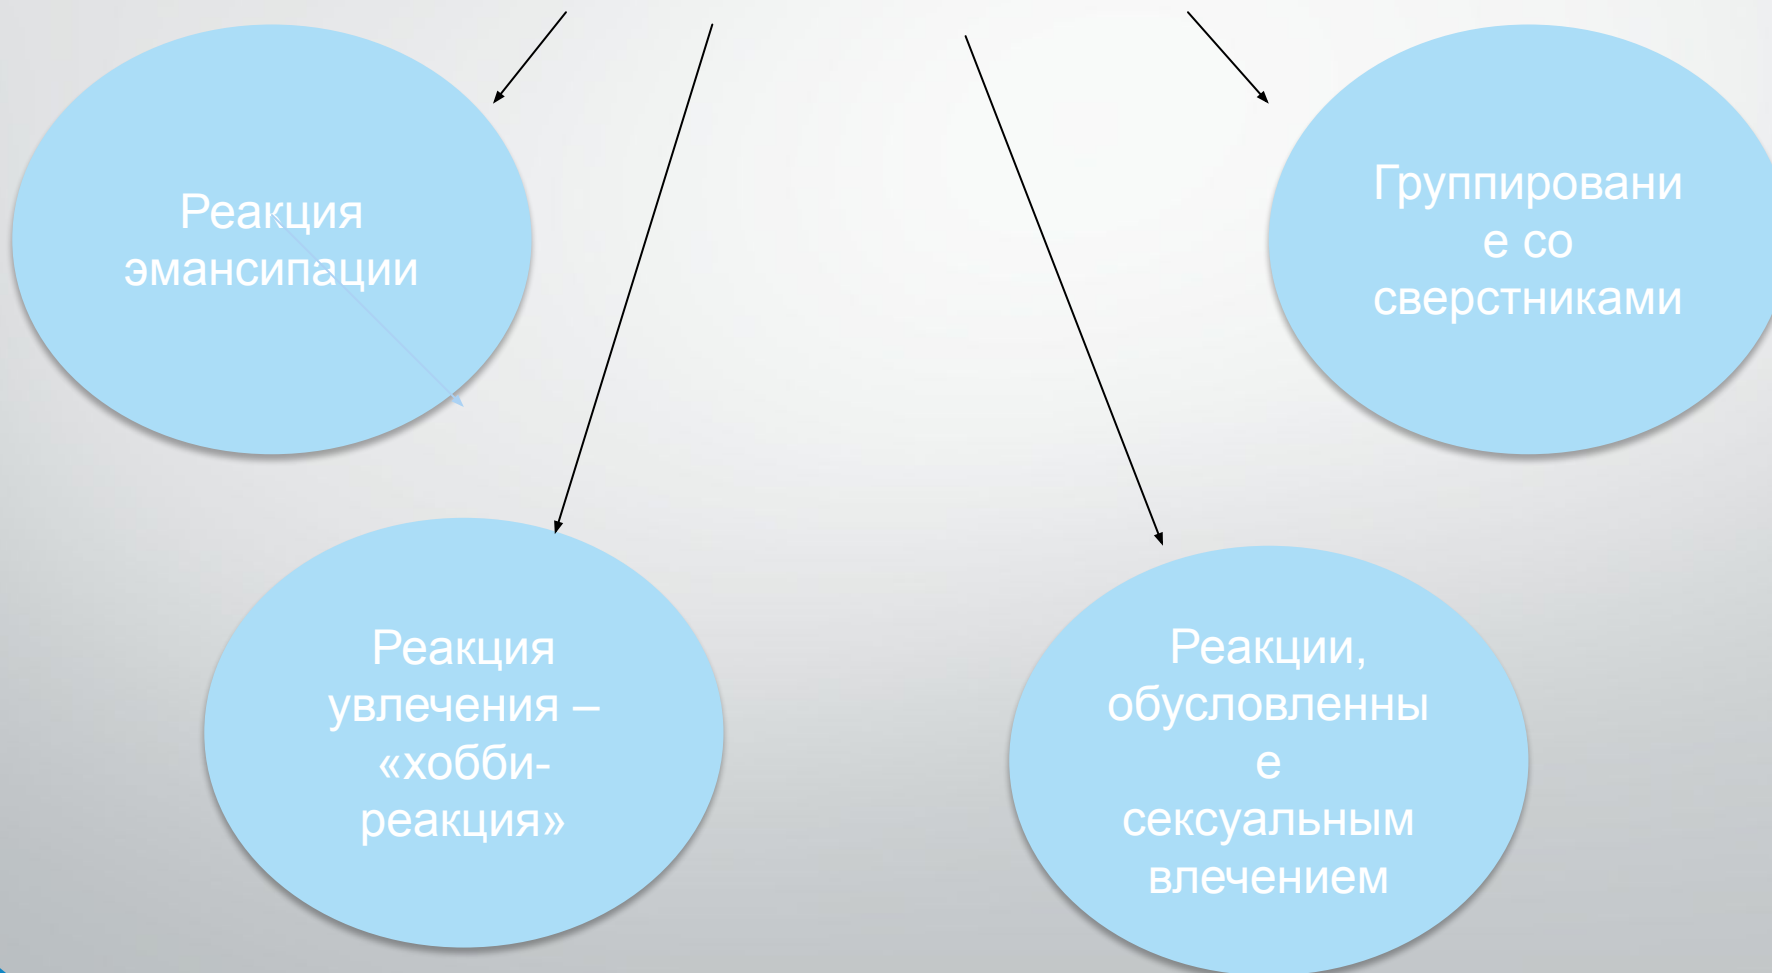 Реакция
эмансипации
Группировани
е со
сверстниками
Реакция
увлечения –
«хобби-
реакция»
Реакции,
обусловленны
е
сексуальным
влечением